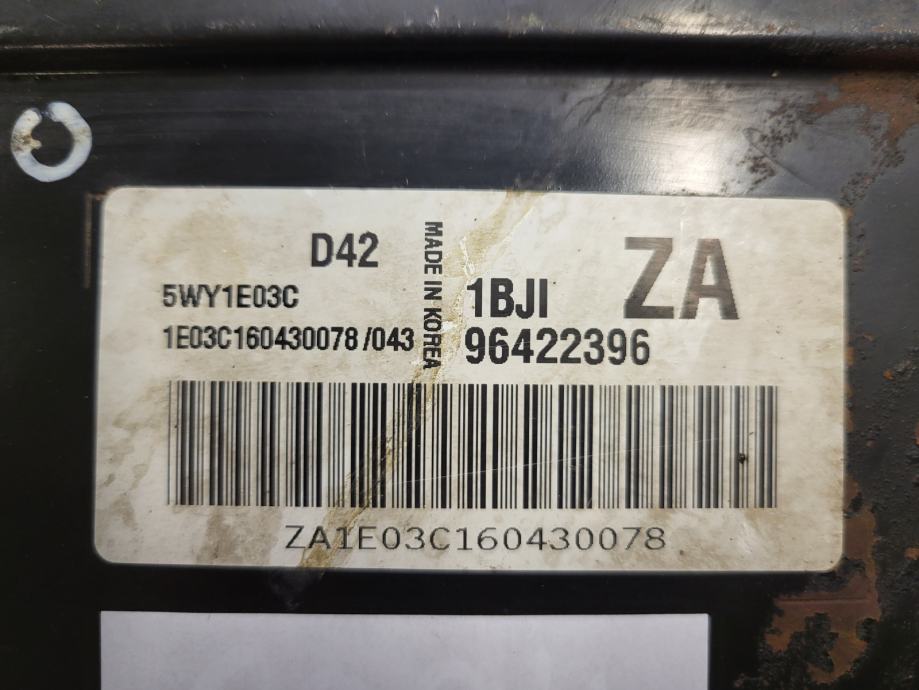 D42
MADE IN KOREA
ZA
5WY1E03C
1BJI
1E03C160430078/043
96422396
ZA1E03C160430078